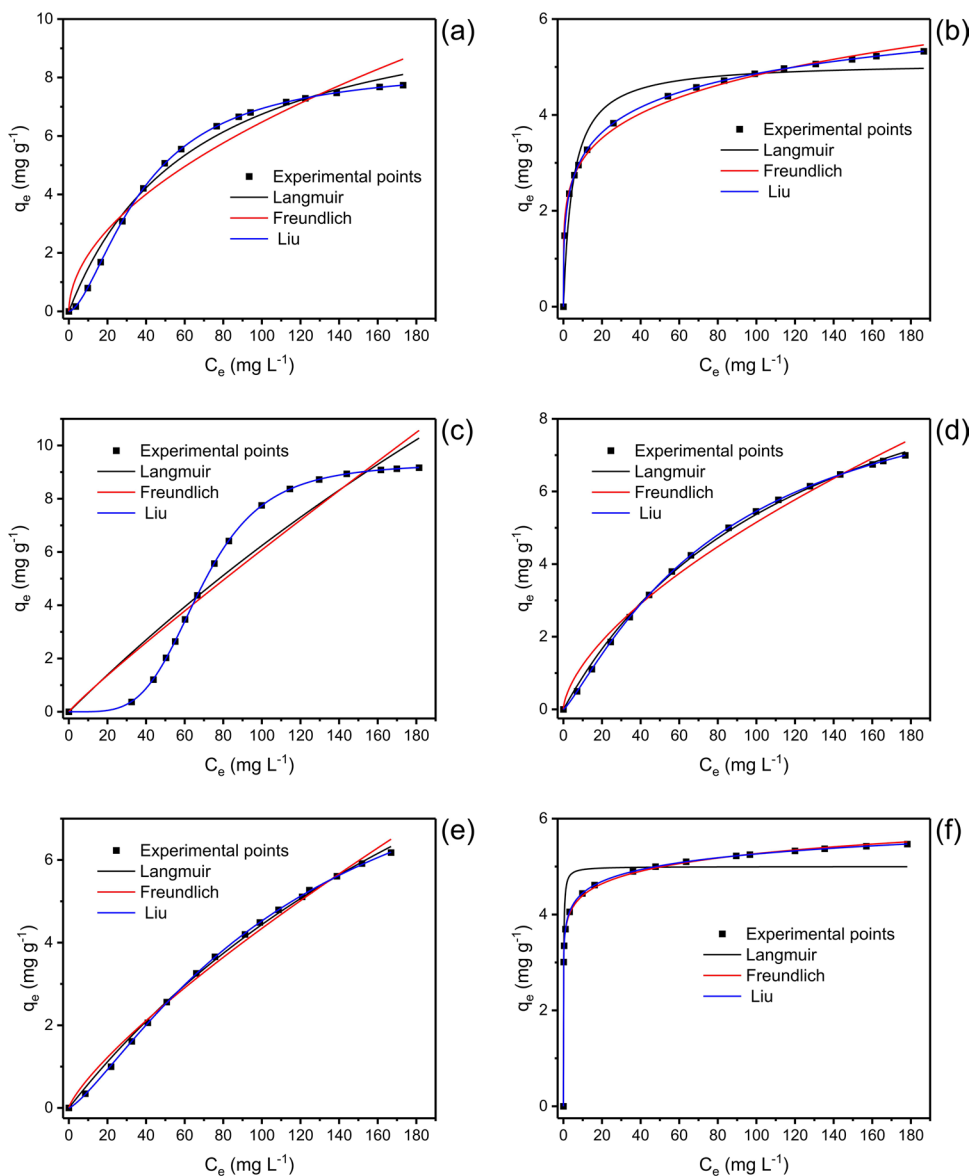 (a)
10
8
6
4
2
0
qe (mg g-1)
Experimental points
Langmuir
Freundlich
Liu
0 20 40 60 80 100 120 140 160 180
Ce (mg L-1)
(b)
6
4
2
0
qe (mg g-1)
Experimental points
Langmuir
Freundlich
Liu
0 20 40 60 80 100 120 140 160 180
Ce (mg L-1)
(c)
10
8
6
4
2
0
qe (mg g-1)
Experimental points
Langmuir
Freundlich
Liu
0 20 40 60 80 100 120 140 160 180
Ce (mg L-1)
(d)
8
6
4
2
0
qe (mg g-1)
Experimental points
Langmuir
Freundlich
Liu
0 20 40 60 80 100 120 140 160 180
Ce (mg L-1)
(e)
6
4
2
0
qe (mg g-1)
Experimental points
Langmuir
Freundlich
Liu
0 20 40 60 80 100 120 140 160 180
Ce (mg L-1)
(f)
6
4
2
0
qe (mg g-1)
Experimental points
Langmuir
Freundlich
Liu
0 20 40 60 80 100 120 140 160 180
Ce (mg L-1)